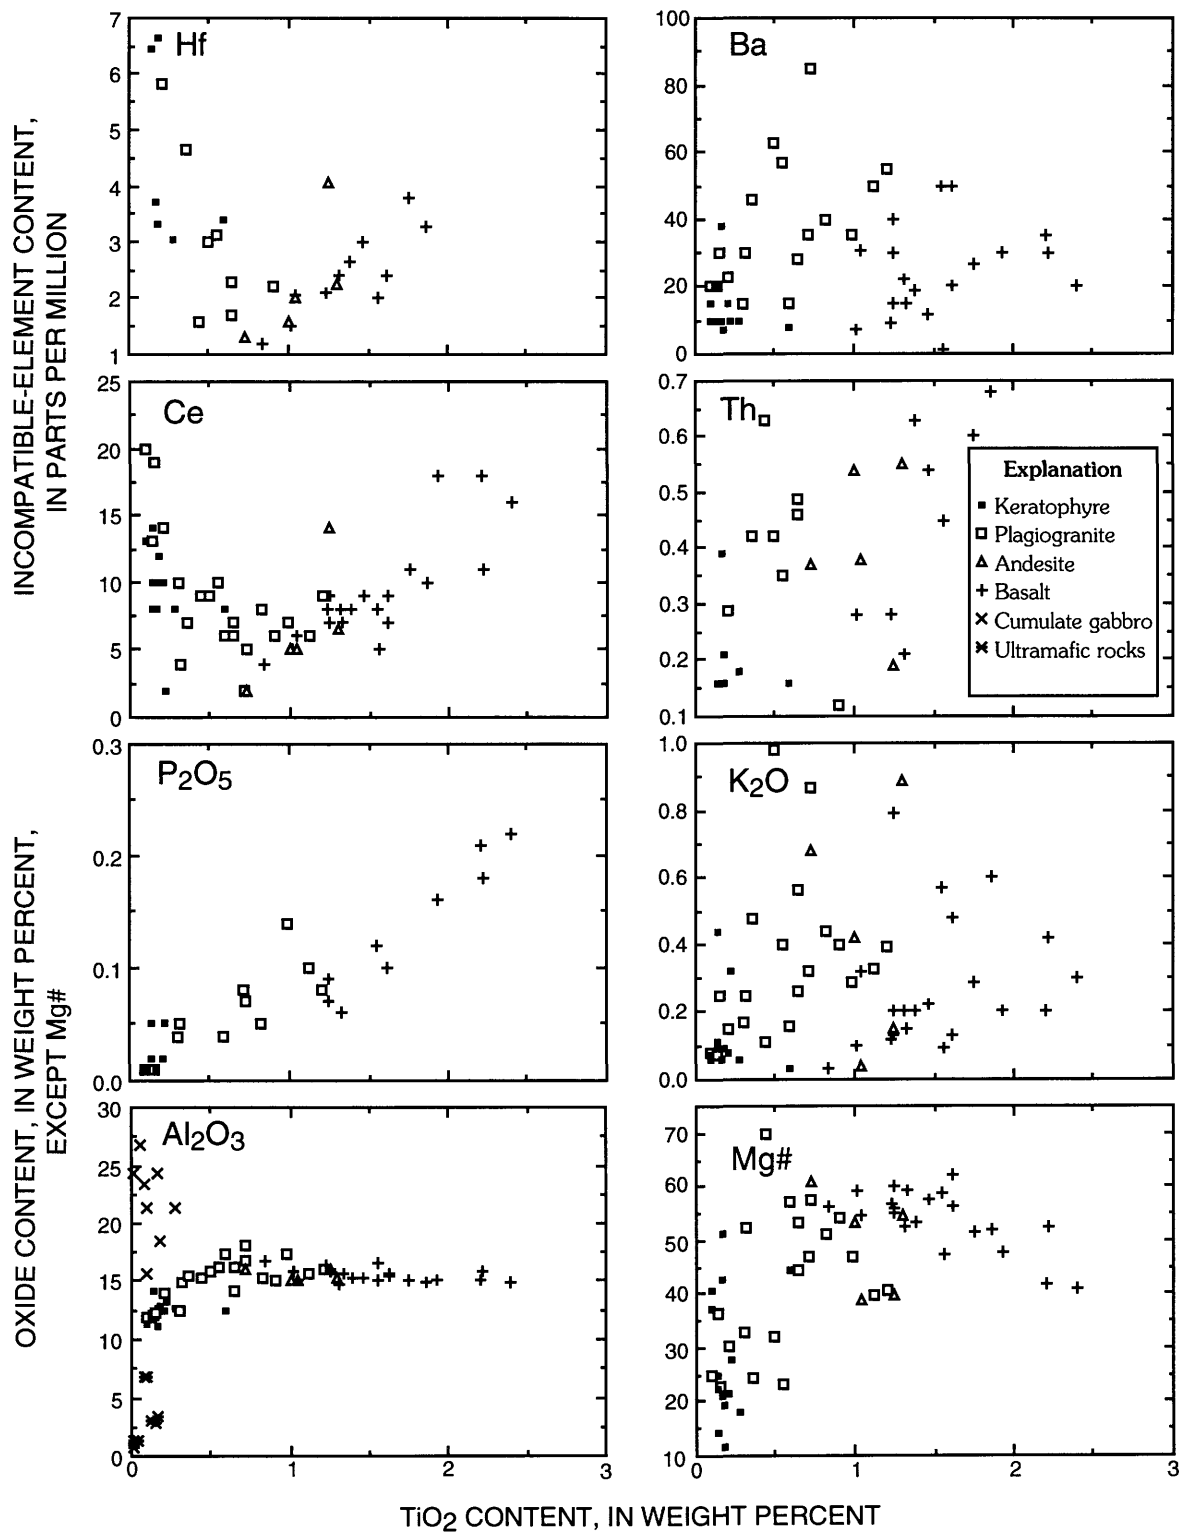 INCOMPATIBLE-ELEMENT CONTENT,
IN PARTS PER MILLION
Hf
7
6
5
4
3
2
1
Ba
100
80
60
40
20
0
Ce
25
20
15
10
5
0
Th
0.7
0.6
0.5
0.4
0.3
0.2
0.1
Explanation
Keratophyre
Plagiogranite
Andesite
Basalt
Cumulate gabbro
Ultramafic rocks
OXIDE CONTENT, IN WEIGHT PERCENT,
EXCEPT Mg#
P2O5
0.3
0.2
0.1
0.0
K2O
1.0
0.8
0.6
0.4
0.2
0.0
Al2O3
30
25
20
15
10
5
0
0 1 2 3
Mg#
70
60
50
40
30
20
10
0 1 2 3
TiO2 CONTENT, IN WEIGHT PERCENT